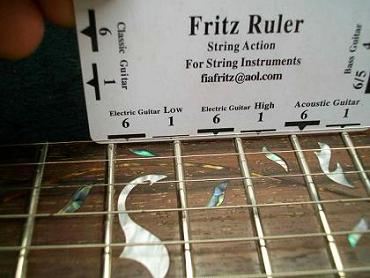 Fritz Ruler
String Action
For String Instruments
fiafritz@aol.com
Classic Guitar
6 1
Bass Guitar
6/5 4
Electric Guitar Low
6 1
Electric Guitar High
6 1
Acoustic Guitar
6 1